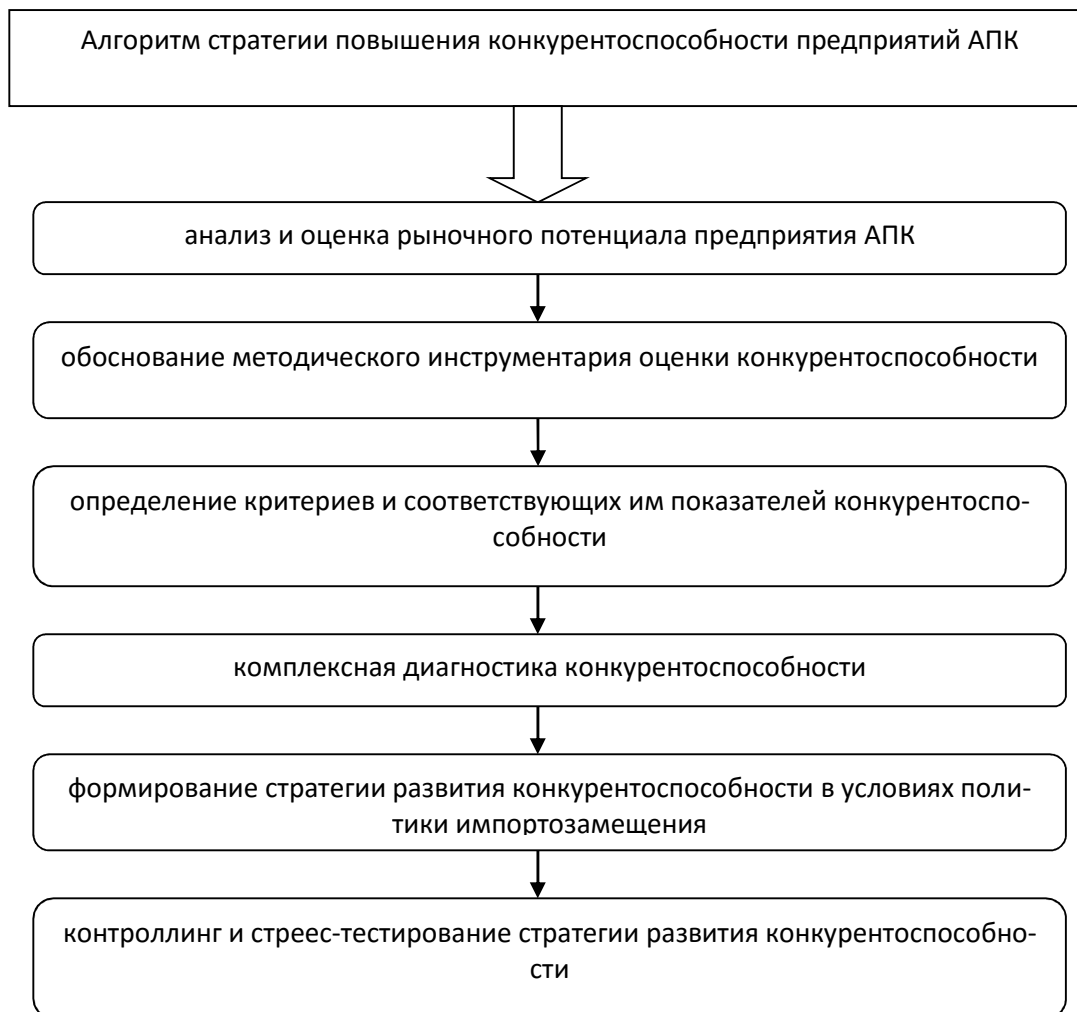 Алгоритм стратегии повышения конкурентоспособности предприятий АПК
анализ и оценка рыночного потенциала предприятия АПК
обоснование методического инструментария оценки конкурентоспособности
определение критериев и соответствующих им показателей конкурентоспо-
собности
комплексная диагностика конкурентоспособности
формирование стратегии развития конкурентоспособности в условиях поли-
тики импортозамещения
контроллинг и стреес-тестирование стратегии развития конкурентоспособно-
сти